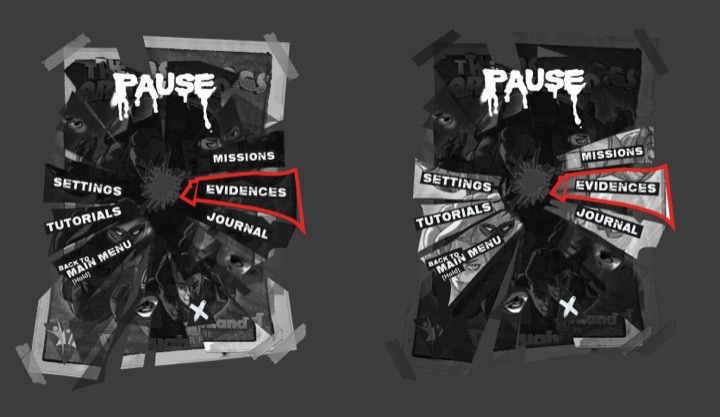 PAUSE
MISSIONS
SETTINGS
EVIDENCES
TUTORIALS
JOURNAL
BACK TO
MAIN MENU
[Hold]
PAUSE
MISSIONS
SETTINGS
EVIDENCES
TUTORIALS
JOURNAL
BACK TO
MAIN MENU
[Hold]